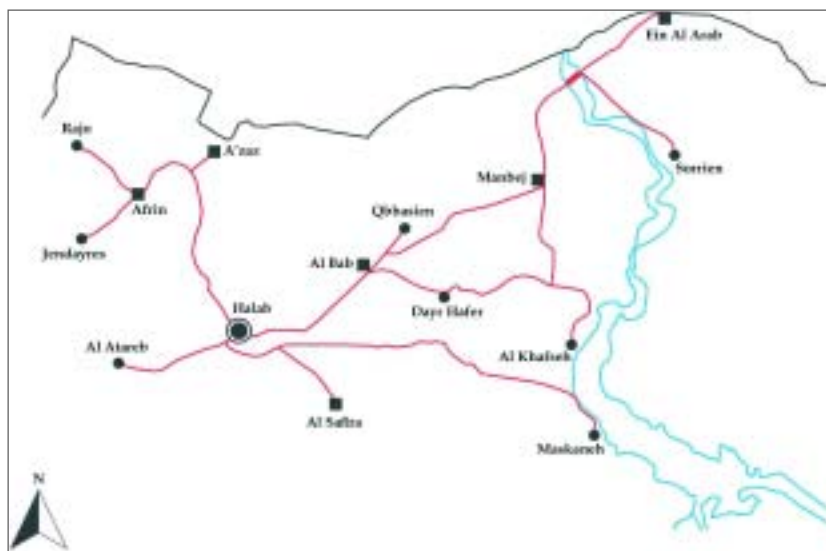 Ein Al Arab
Raju
A'zaz
Sorrien
Manbej
Afrin
Qbbasien
Jendayres
Al Bab
Halab
Dayr Hafer
Al Atareb
Al Khafseh
Al Safira
Maskaneh
N